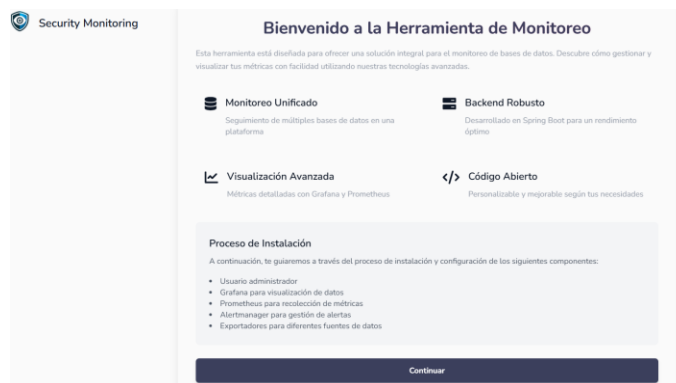 Security Monitoring
Bienvenido a la Herramienta de Monitoreo
Esta herramienta está diseñada para ofrecer una solución integral para el monitoreo de bases de datos. Descubre cómo gestionar y
visualizar tus métricas con facilidad utilizando nuestras tecnologías avanzadas.
Monitoreo Unificado
Seguimiento de múltiples bases de datos en una
plataforma
Backend Robusto
Desarrollado en Spring Boot para un rendimiento
óptimo
Visualización Avanzada
Métricas detalladas con Grafana y Prometheus
Código Abierto
Personalizable y mejorable según tus necesidades
Proceso de Instalación
A continuación, te guiaremos a través del proceso de instalación y configuración de los siguientes componentes:
• Usuario administrador
• Grafana para visualización de datos
• Prometheus para recolección de métricas
• Alertmanager para gestión de alertas
• Exportadores para diferentes fuentes de datos
Continuar